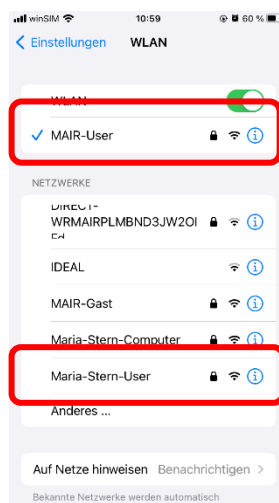 winSIM 10:59 60 %
Einstellungen WLAN
WLAN
MAIR-User
NETZWERKE
DIRECT-
WRMAIRPLMBND3JW2OI
Ed
IDEAL
MAIR-Gast
Maria-Stern-Computer
Maria-Stern-User
Anderes ...
Auf Netze hinweisen Benachrichtigen
Bekannte Netzwerke werden automatisch